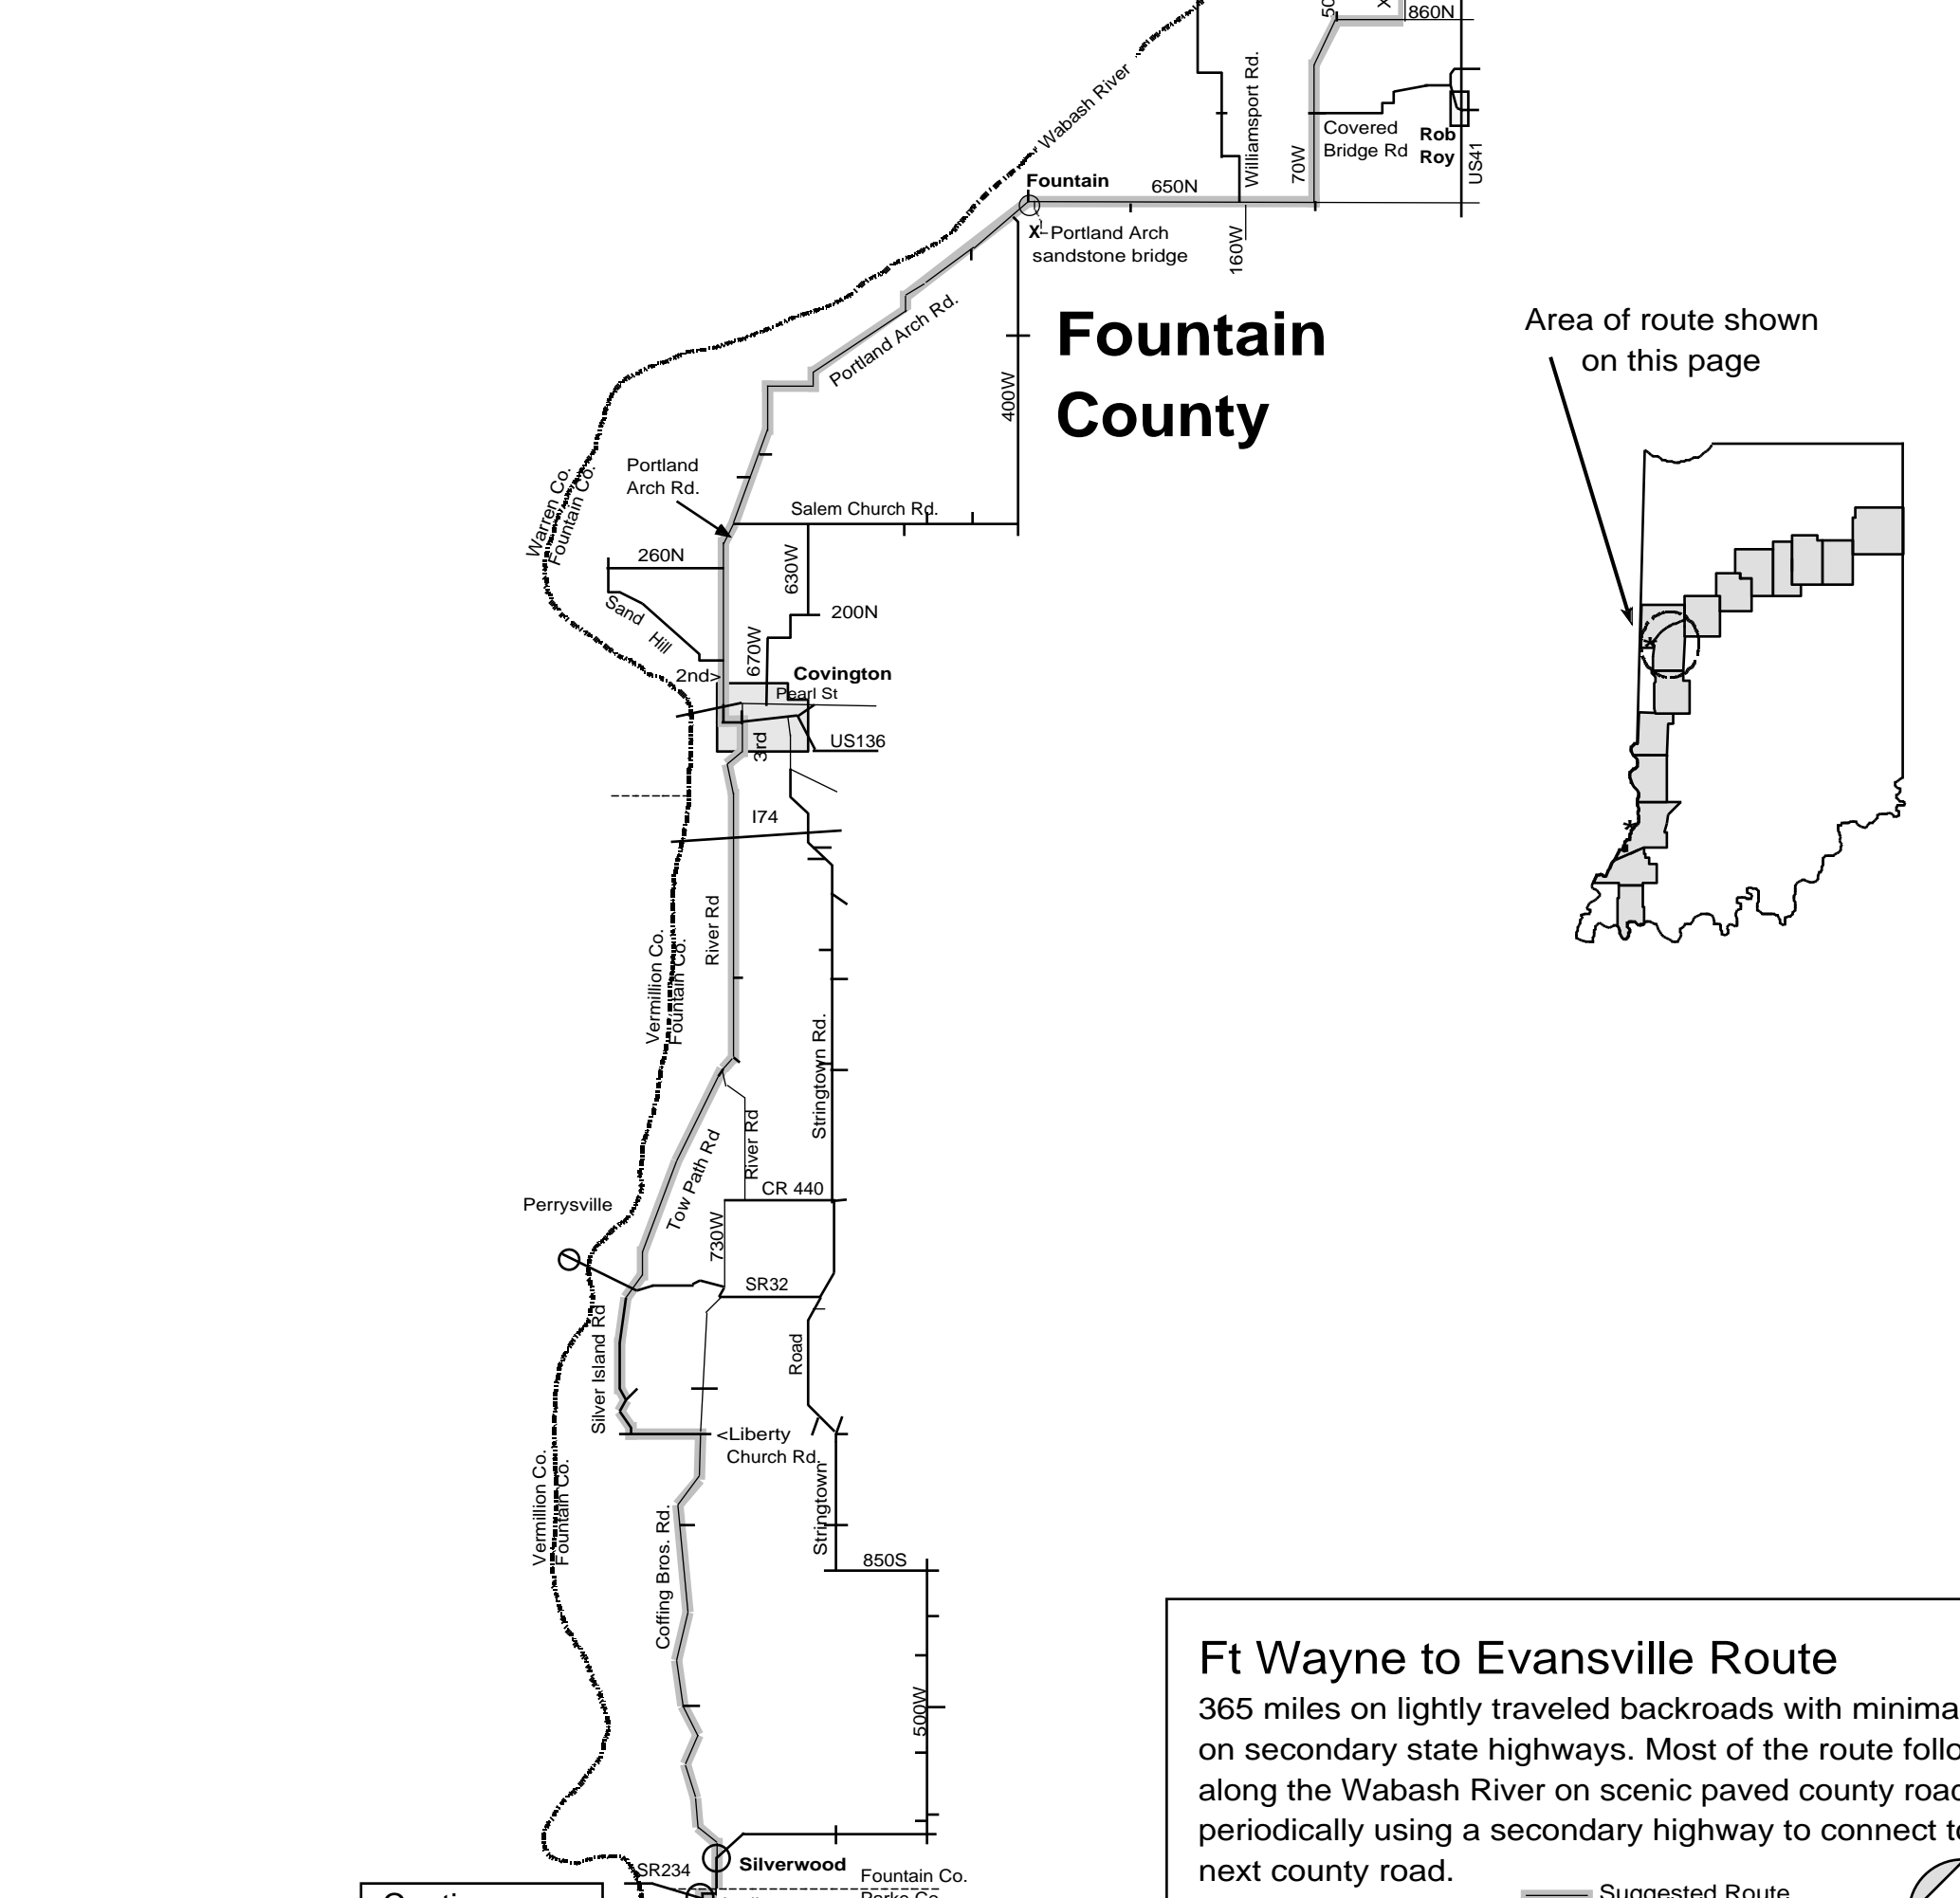 50
X
860N
Wabash River
Williamsport Rd.
70W
Covered
Bridge Rd
Rob
Roy
US41
Fountain
650N
X
Portland Arch
sandstone bridge
160W
Portland Arch Rd.
400W
Fountain
County
Area of route shown
on this page
Portland
Arch Rd.
Warren Co.
Fountain Co.
Salem Church Rd.
260N
630W
Sand
Hill
200N
670W
2nd>
Covington
Pearl St
3rd
US136
I74
River Rd
Vermillion Co.
Fountain Co.
Stringtown Rd.
Tow Path Rd
River Rd
CR 440
Perrysville
730W
SR32
Silver Island Rd
Road
<Liberty
Church Rd.
Stringtown
Vermillion Co.
Fountain Co.
Coffing Bros. Rd.
850S
500W
Silverwood
SR234
Fountain Co.
Parke Co.
Ft Wayne to Evansville Route
365 miles on lightly traveled backroads with minima
on secondary state highways. Most of the route follo
along the Wabash River on scenic paved county roa
periodically using a secondary highway to connect t
next county road.
Suggested Route